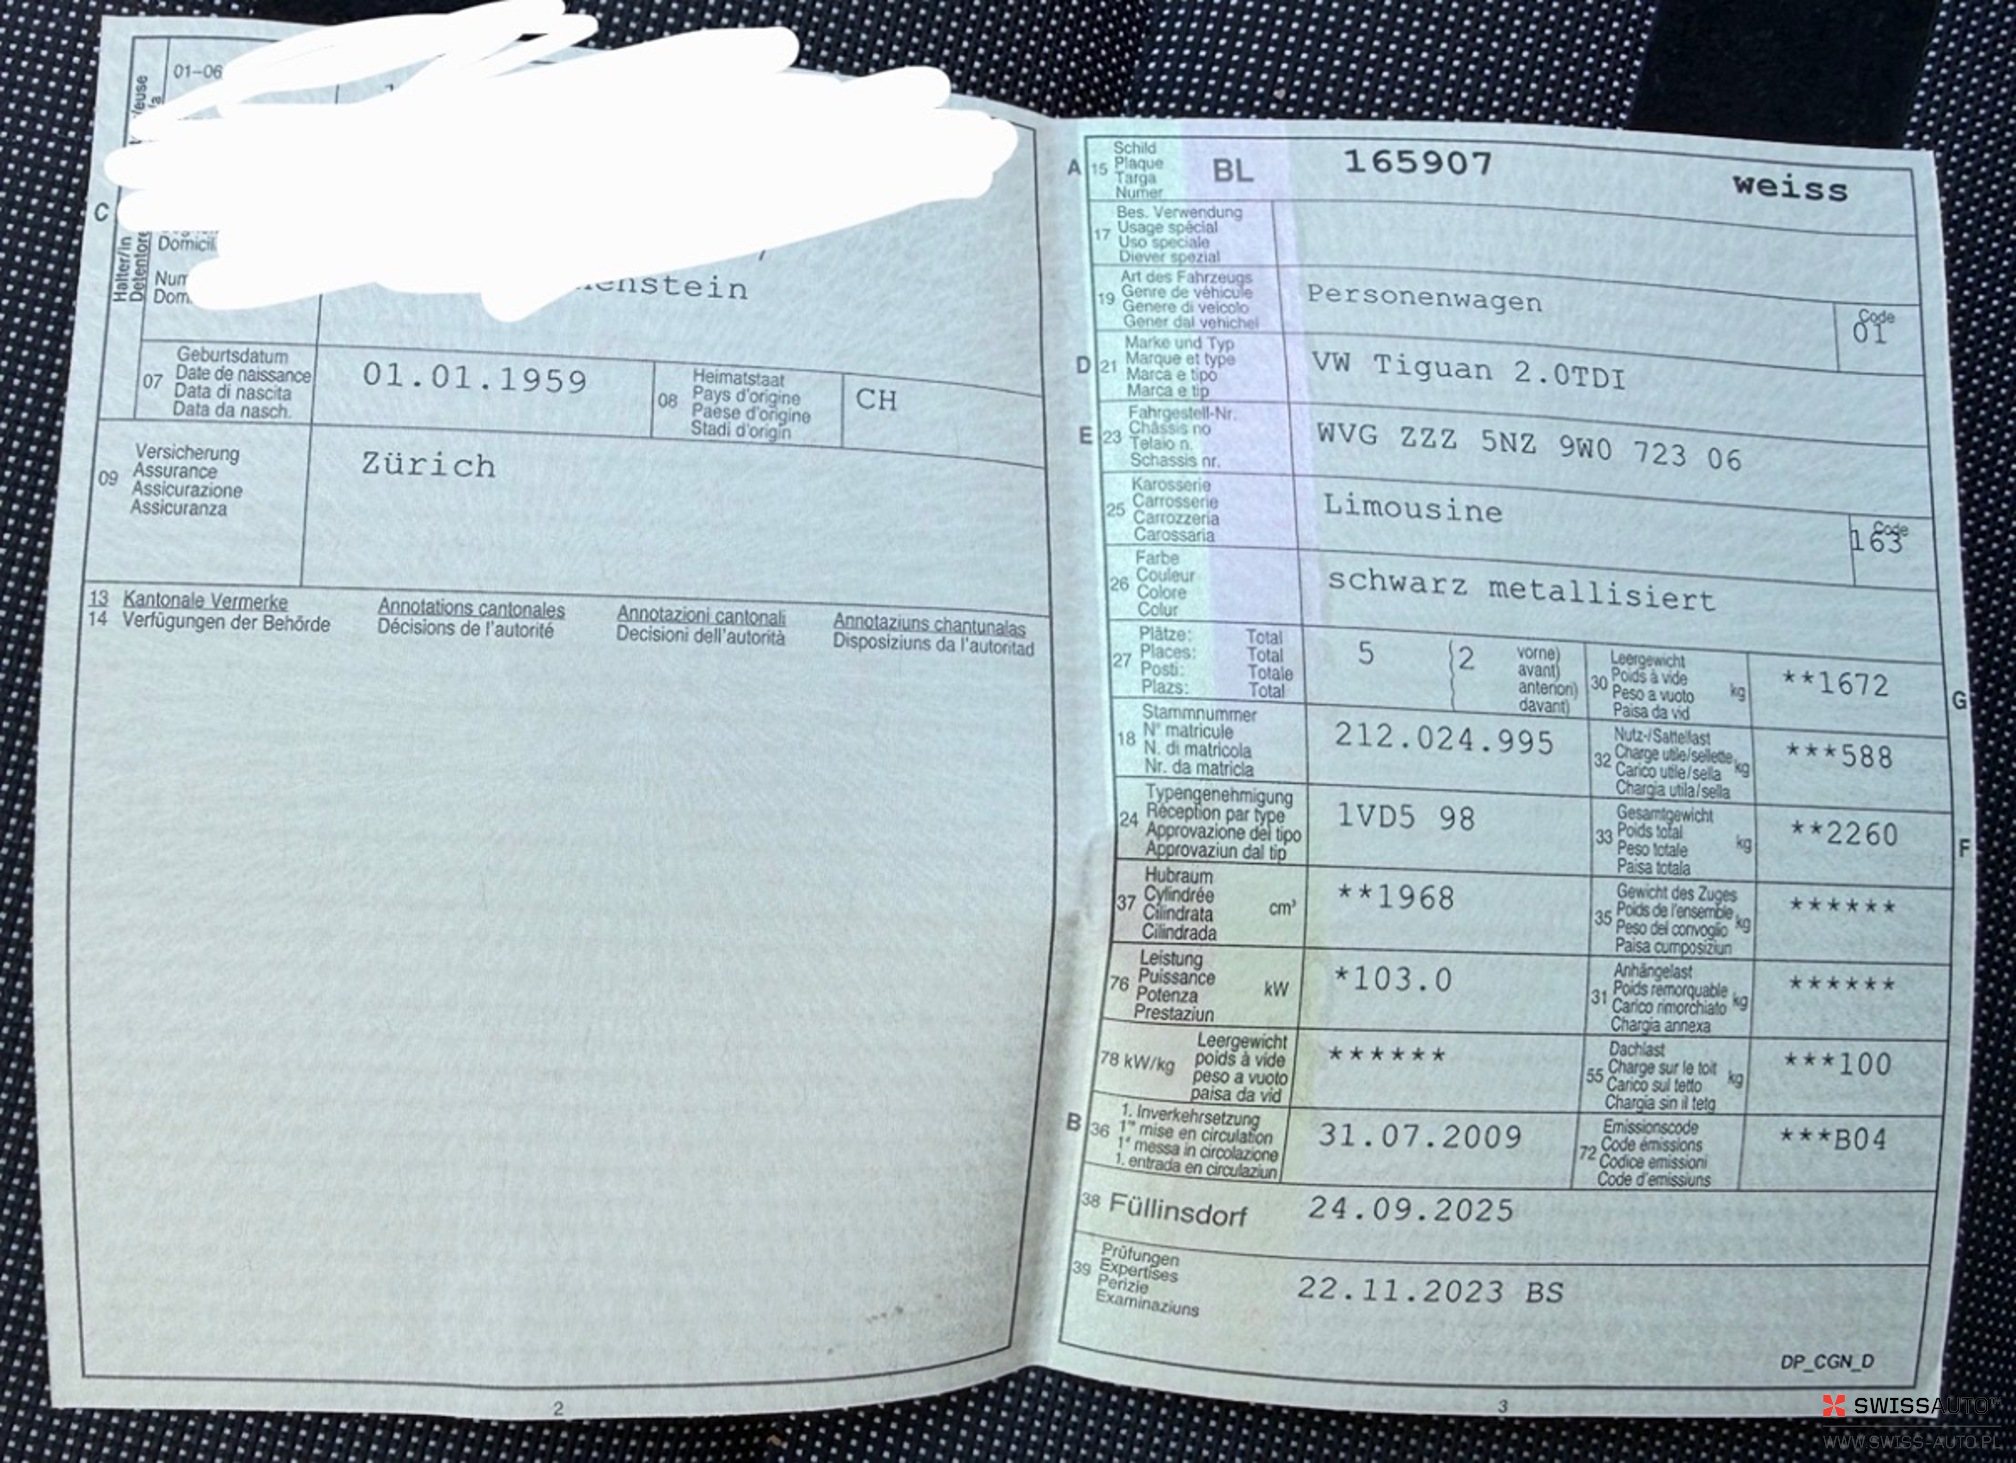 01-06
C
Halter/in
Detentore
Domicil
Num
Dom.
enstein
07
Geburtsdatum
Date de naissance
Data di nascita
Data da nasch.
01.01.1959
08
Heimatstaat
Pays d'origine
Paese d'origine
Stadi d'origin
CH
09
Versicherung
Assurance
Assicurazione
Assicuranza
Zürich
13 Kantonale Vermerke Annotations cantonales Annotazioni cantonali Annotaziuns chantunalas
14 Verfügungen der Behörde Décisions de l'autorité Decisioni dell'autorità Disposiziuns da l'autoritad
2
A 15
Schild
Plaque
Targa
Numer
BL 165907 weiss
17
Bes. Verwendung
Usage spécial
Uso speciale
Diever spezial
19
Art des Fahrzeugs
Genre de véhicule
Genere di veicolo
Gener dal vehichel
Personenwagen
Code
01
D 21
Marke und Typ
Marque et type
Marca e tipo
Marca e tip
VW Tiguan 2.0TDI
E 23
Fahrgestell-Nr.
Châssis no
Telaio n.
Schassis nr.
WVG ZZZ 5NZ 9W0 723 06
25
Karosserie
Carrosserie
Carrozzeria
Carossaria
Limousine
Code
163
26
Farbe
Couleur
Colore
Colur
schwarz metallisiert
27
Plätze: Total
Places: Total
Posti: Totale
Plazs: Total
5 (2
vorne)
avant)
anteriori)
davant)
30
Leergewicht
Poids à vide
Peso a vuoto
Paisa da vid
kg
**1672
G
18
Stammnummer
N° matricule
N. di matricola
Nr. da matricla
212.024.995
32
Nutz-/Sattellast
Charge utile/sellette
Carico utile/sella
Chargia utila/sella
kg
***588
24
Typengenehmigung
Réception par type
Approvazione del tipo
Approvaziun dal tip
1VD5 98
33
Gesamtgewicht
Poids total
Peso totale
Paisa totala
kg
**2260
F
37
Hubraum
Cylindrée
Cilindrata
Cilindrada
cm³
**1968
35
Gewicht des Zuges
Poids de l'ensemble
Peso del convoglio
Paisa cumposiziun
kg
******
76
Leistung
Puissance
Potenza
Prestaziun
kW
*103.0
31
Anhängelast
Poids remorquable
Carico rimorchiato
Chargia annexa
kg
******
78 kW/kg
Leergewicht
poids à vide
peso a vuoto
paisa da vid
******
55
Dachlast
Charge sur le toit
Carico sul tetto
Chargia sin il tetg
kg
***100
B 36
1. Inverkehrsetzung
1re mise en circulation
1a messa in circolazione
1. entrada en circulaziun
31.07.2009
72
Emissionscode
Code émissions
Codice emissioni
Code d'emissiuns
***B04
38 Füllinsdorf 24.09.2025
39
Prüfungen
Expertises
Perizie
Examinaziuns
22.11.2023 BS
DP_CGN_D
3
SWISSAUTO™
WWW.SWISS-AUTO.PL